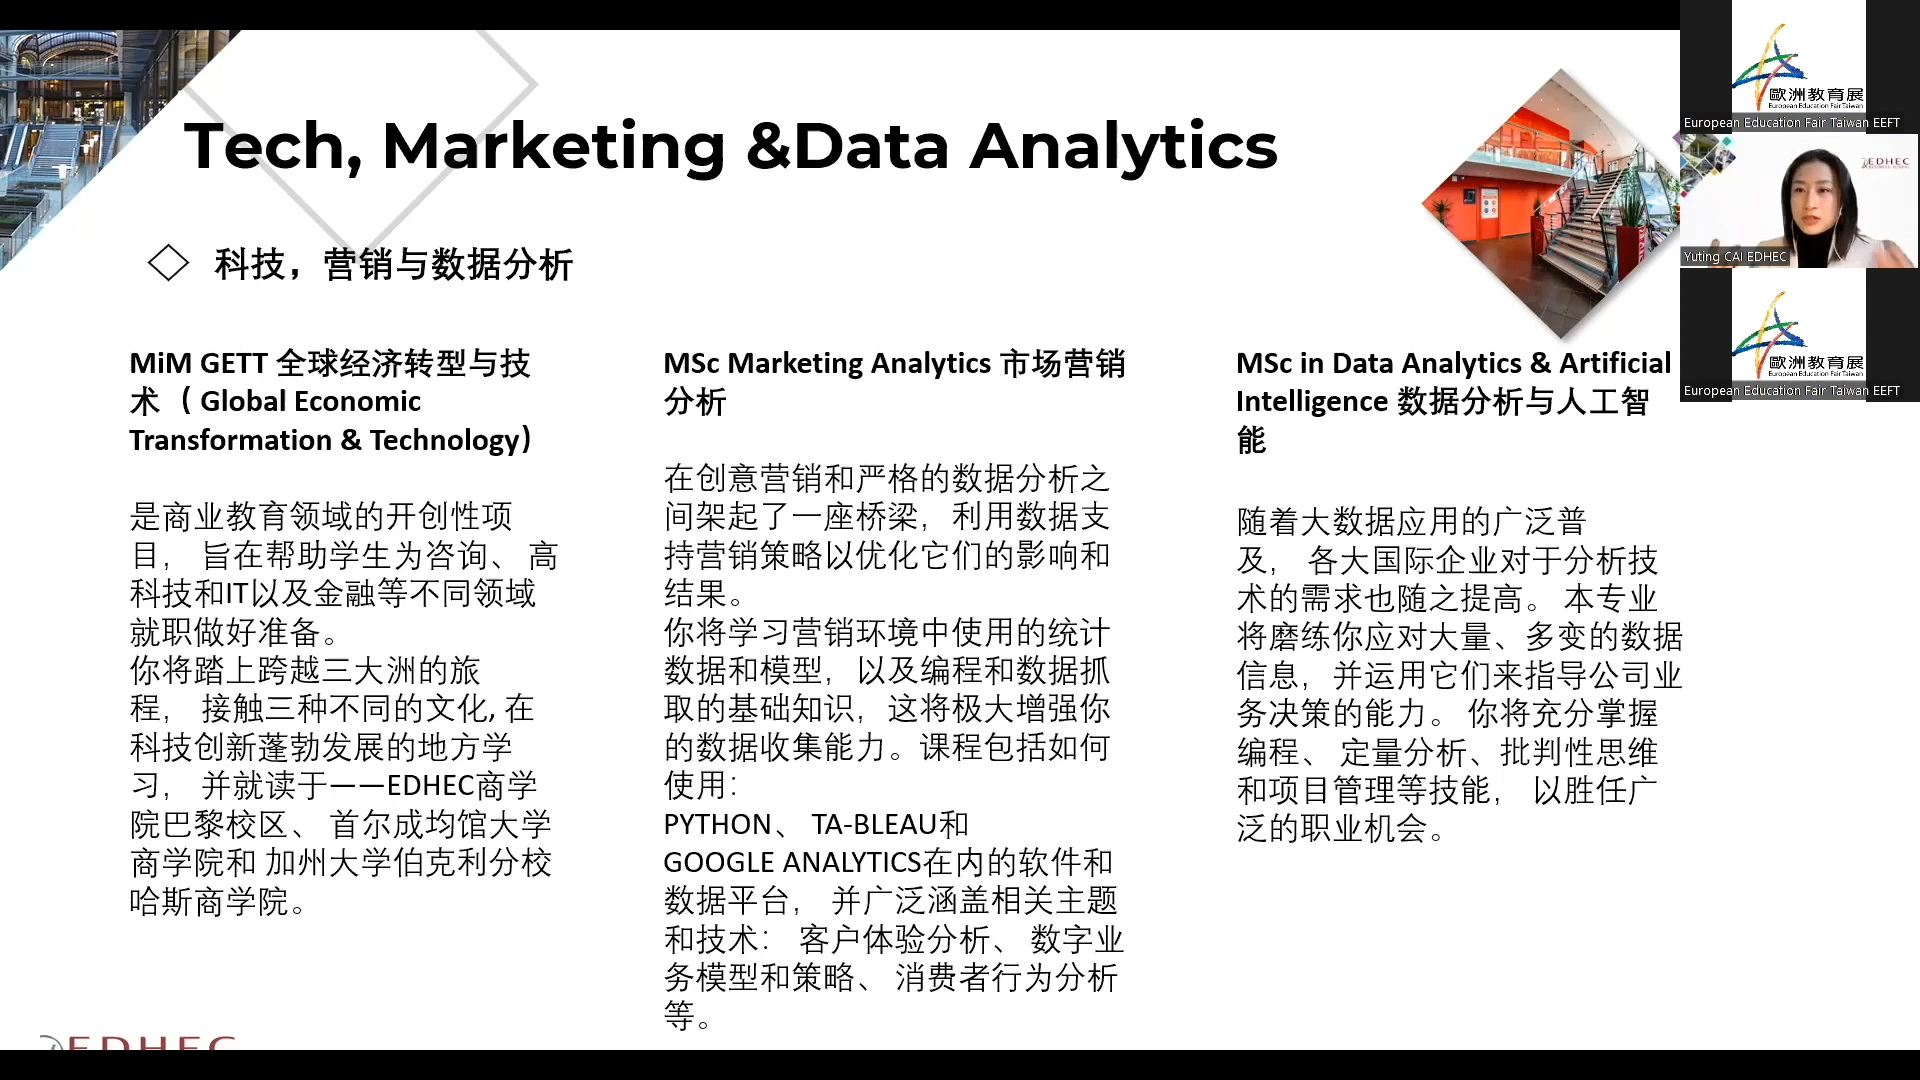 Tech, Marketing &Data Analytics
科技，营销与数据分析
MiM GETT 全球经济转型与技
术 （ Global Economic
Transformation & Technology）
是商业教育领域的开创性项
目， 旨在帮助学生为咨询、 高
科技和IT以及金融等不同领域
就职做好准备。
你将踏上跨越三大洲的旅
程， 接触三种不同的文化, 在
科技创新蓬勃发展的地方学
习， 并就读于——EDHEC商学
院巴黎校区、 首尔成均馆大学
商学院和 加州大学伯克利分校
哈斯商学院。
MSc Marketing Analytics 市场营销
分析
在创意营销和严格的数据分析之
间架起了一座桥梁，利用数据支
持营销策略以优化它们的影响和
结果。
你将学习营销环境中使用的统计
数据和模型，以及编程和数据抓
取的基础知识，这将极大增强你
的数据收集能力。课程包括如何
使用：
PYTHON、 TA-BLEAU和
GOOGLE ANALYTICS在内的软件和
数据平台， 并广泛涵盖相关主题
和技术： 客户体验分析、 数字业
务模型和策略、 消费者行为分析
等。
MSc in Data Analytics & Artificial
Intelligence 数据分析与人工智
能
随着大数据应用的广泛普
及， 各大国际企业对于分析技
术的需求也随之提高。 本专业
将磨练你应对大量、多变的数据
信息，并运用它们来指导公司业
务决策的能力。 你将充分掌握
编程、 定量分析、批判性思维
和项目管理等技能， 以胜任广
泛的职业机会。
EDHEC
歐洲教育展
European Education Fair Taiwan
European Education Fair Taiwan EEFT
EDHEC
BUSINESS SCHOOL
Yuting CAI EDHEC
歐洲教育展
European Education Fair Taiwan
European Education Fair Taiwan EEFT